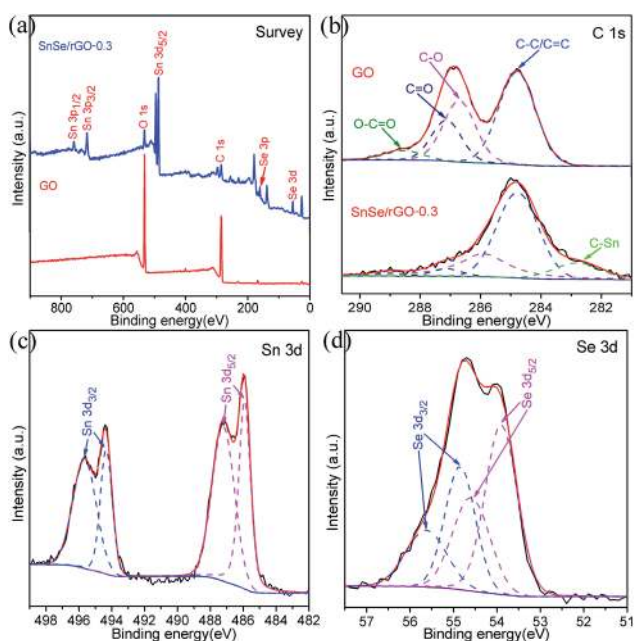 (a)
Survey
SnSe/rGO-0.3
Sn 3d5/2
Sn 3p1/2
Sn 3p3/2
O 1s
C 1s
Se 3p
Se 3d
GO
Intensity (a.u.)
800 600 400 200 0
Binding energy(eV)
(b)
C 1s
C-C/C=C
C-O
GO
C=O
O-C=O
SnSe/rGO-0.3
C-Sn
Intensity (a.u.)
290 288 286 284 282
Binding energy(eV)
(c)
Sn 3d
Sn 3d5/2
Sn 3d3/2
Intensity (a.u.)
498 496 494 492 490 488 486 484 482
Binding energy(eV)
(d)
Se 3d
Se 3d5/2
Se 3d3/2
Intensity (a.u.)
57 56 55 54 53 52 51
Binding energy(eV)